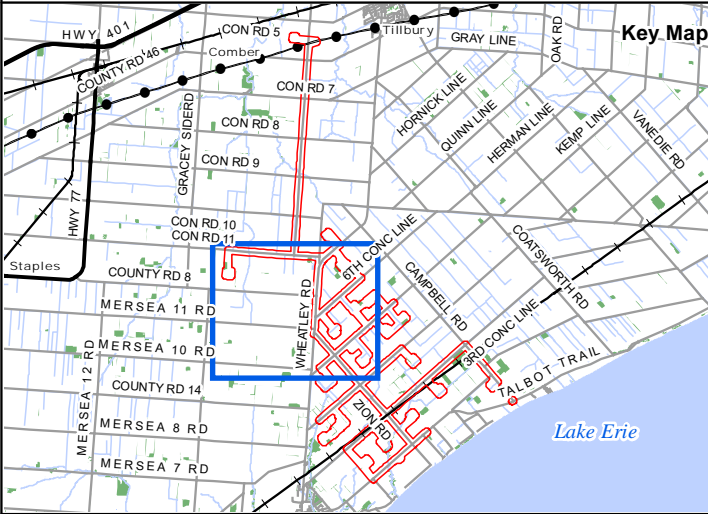 HWY 401
CON RD 5
Tillbury
GRAY LINE
OAK RD
Key Map
Comber
COUNTY RD 46
CON RD 7
HORNICK LINE
QUINN LINE
HERMAN LINE
KEMP LINE
VANEDIE RD
CON RD 8
GRACEY SIDERD
CON RD 9
HWY 77
CON RD 10
CON RD 11
6TH CONC LINE
COATSWORTH RD
Staples
COUNTY RD 8
CAMPBELL RD
MERSEA 11 RD
WHEATLEY RD
3RD CONC LINE
MERSEA 10 RD
TALBOT TRAIL
MERSEA 12 RD
COUNTY RD 14
ZION RD
Lake Erie
MERSEA 8 RD
MERSEA 7 RD